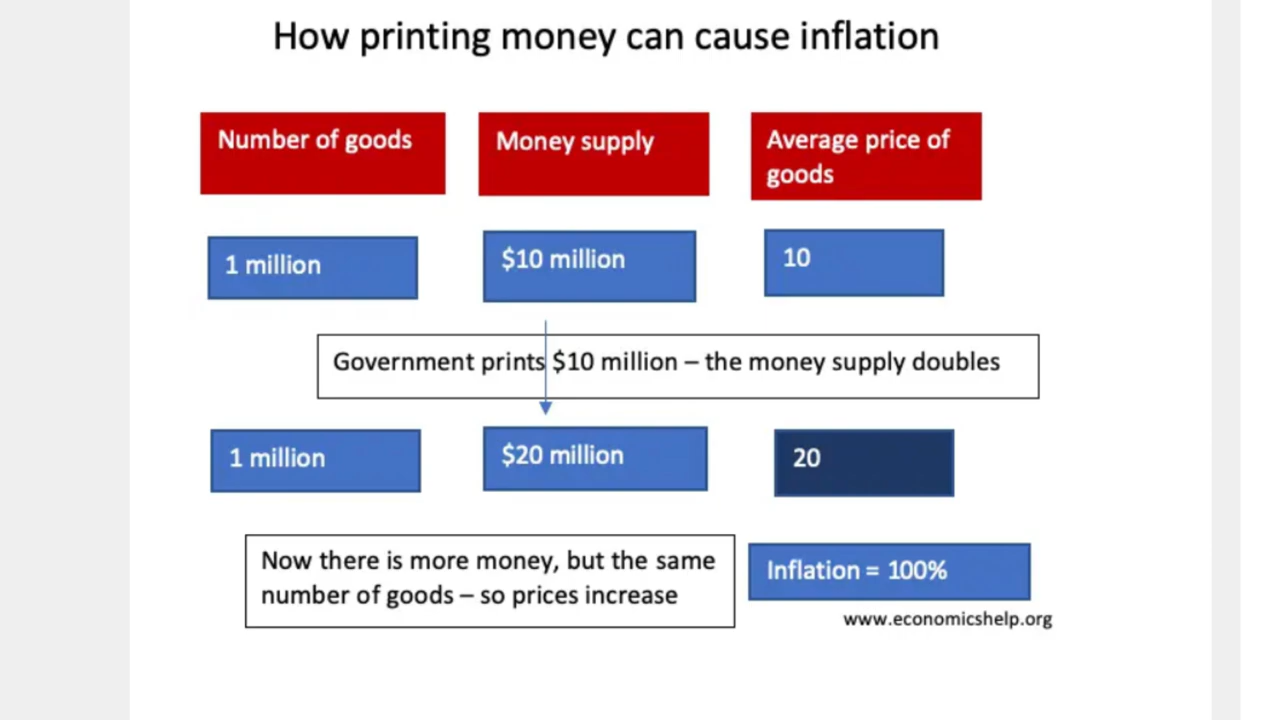 How printing money can cause inflation
Number of goods
Money supply
Average price of
goods
1 million
$10 million
10
Government prints $10 million – the money supply doubles
1 million
$20 million
20
Now there is more money, but the same
number of goods – so prices increase
Inflation = 100%
www.economicshelp.org